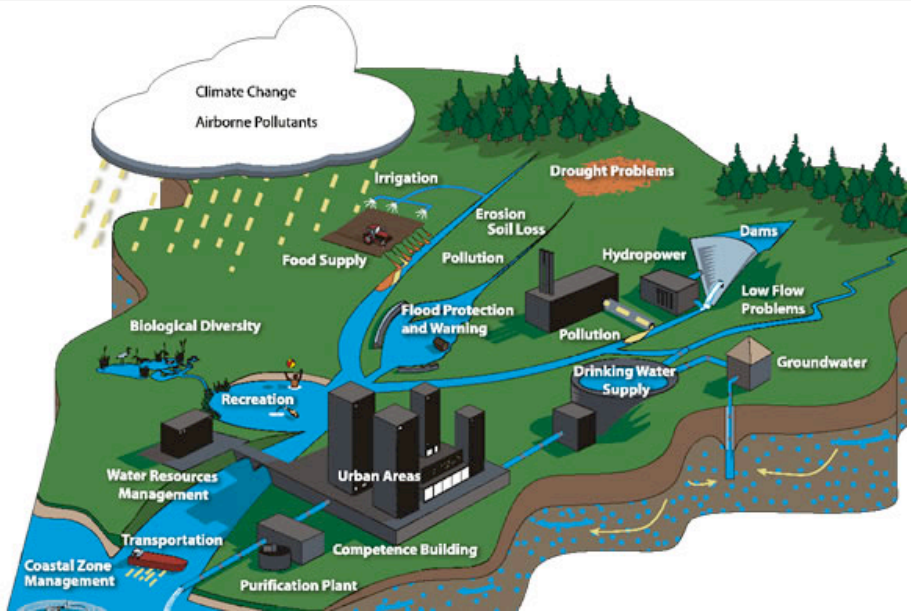 Climate Change
Airborne Pollutants
Irrigation
Drought Problems
Erosion
Soil Loss
Dams
Food Supply
Pollution
Hydropower
Low Flow
Problems
Flood Protection
and Warning
Biological Diversity
Pollution
Groundwater
Drinking Water
Supply
Recreation
Urban Areas
Water Resources
Management
Transportation
Competence Building
Coastal Zone
Management
Purification Plant